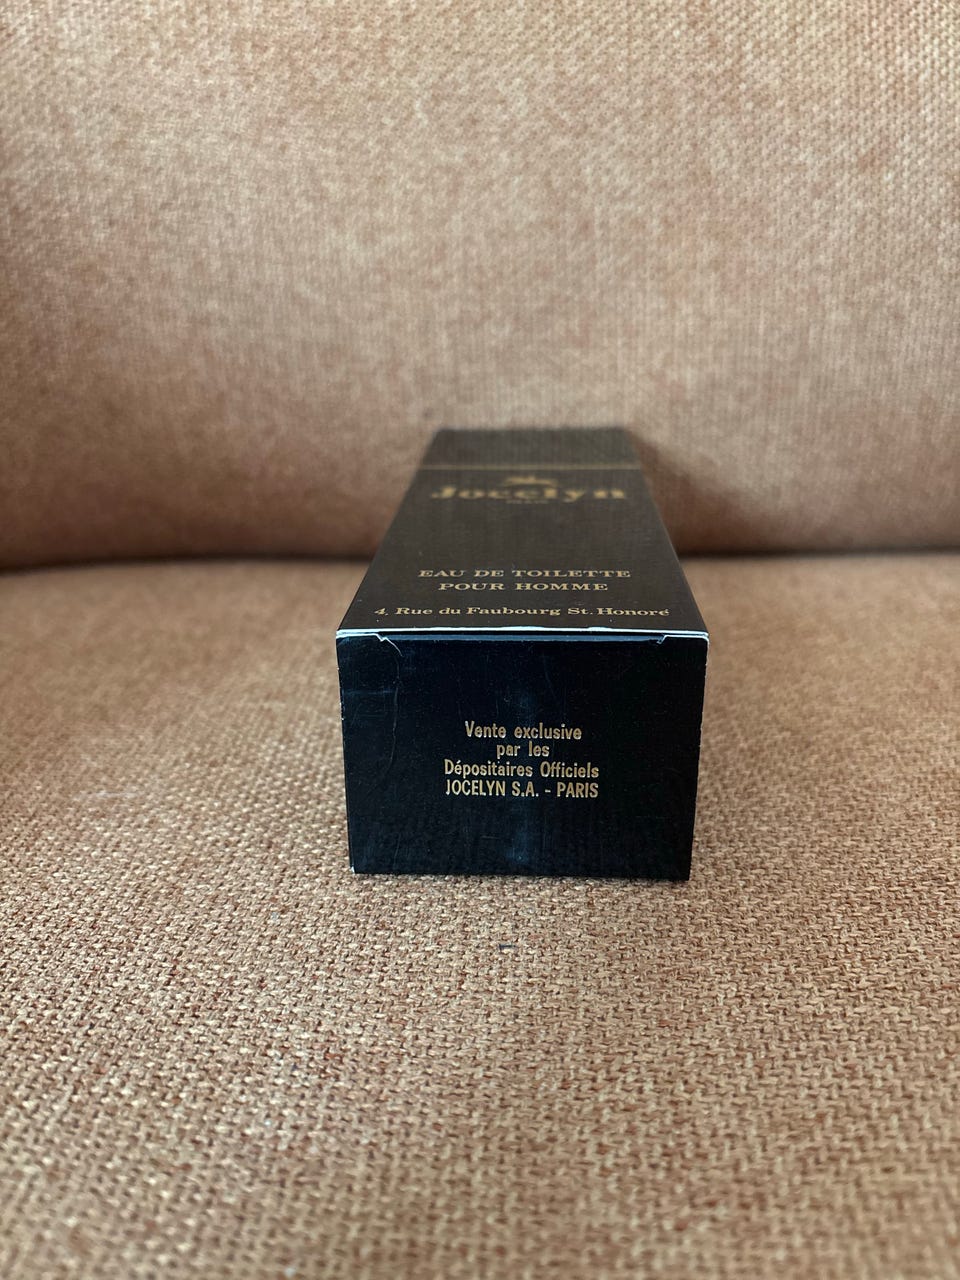 Jocelyn
EAU DE TOILETTE
POUR HOMME
4, Rue du Faubourg St. Honoré
Vente exclusive
par les
Dépositaires Officiels
JOCELYN S.A. - PARIS